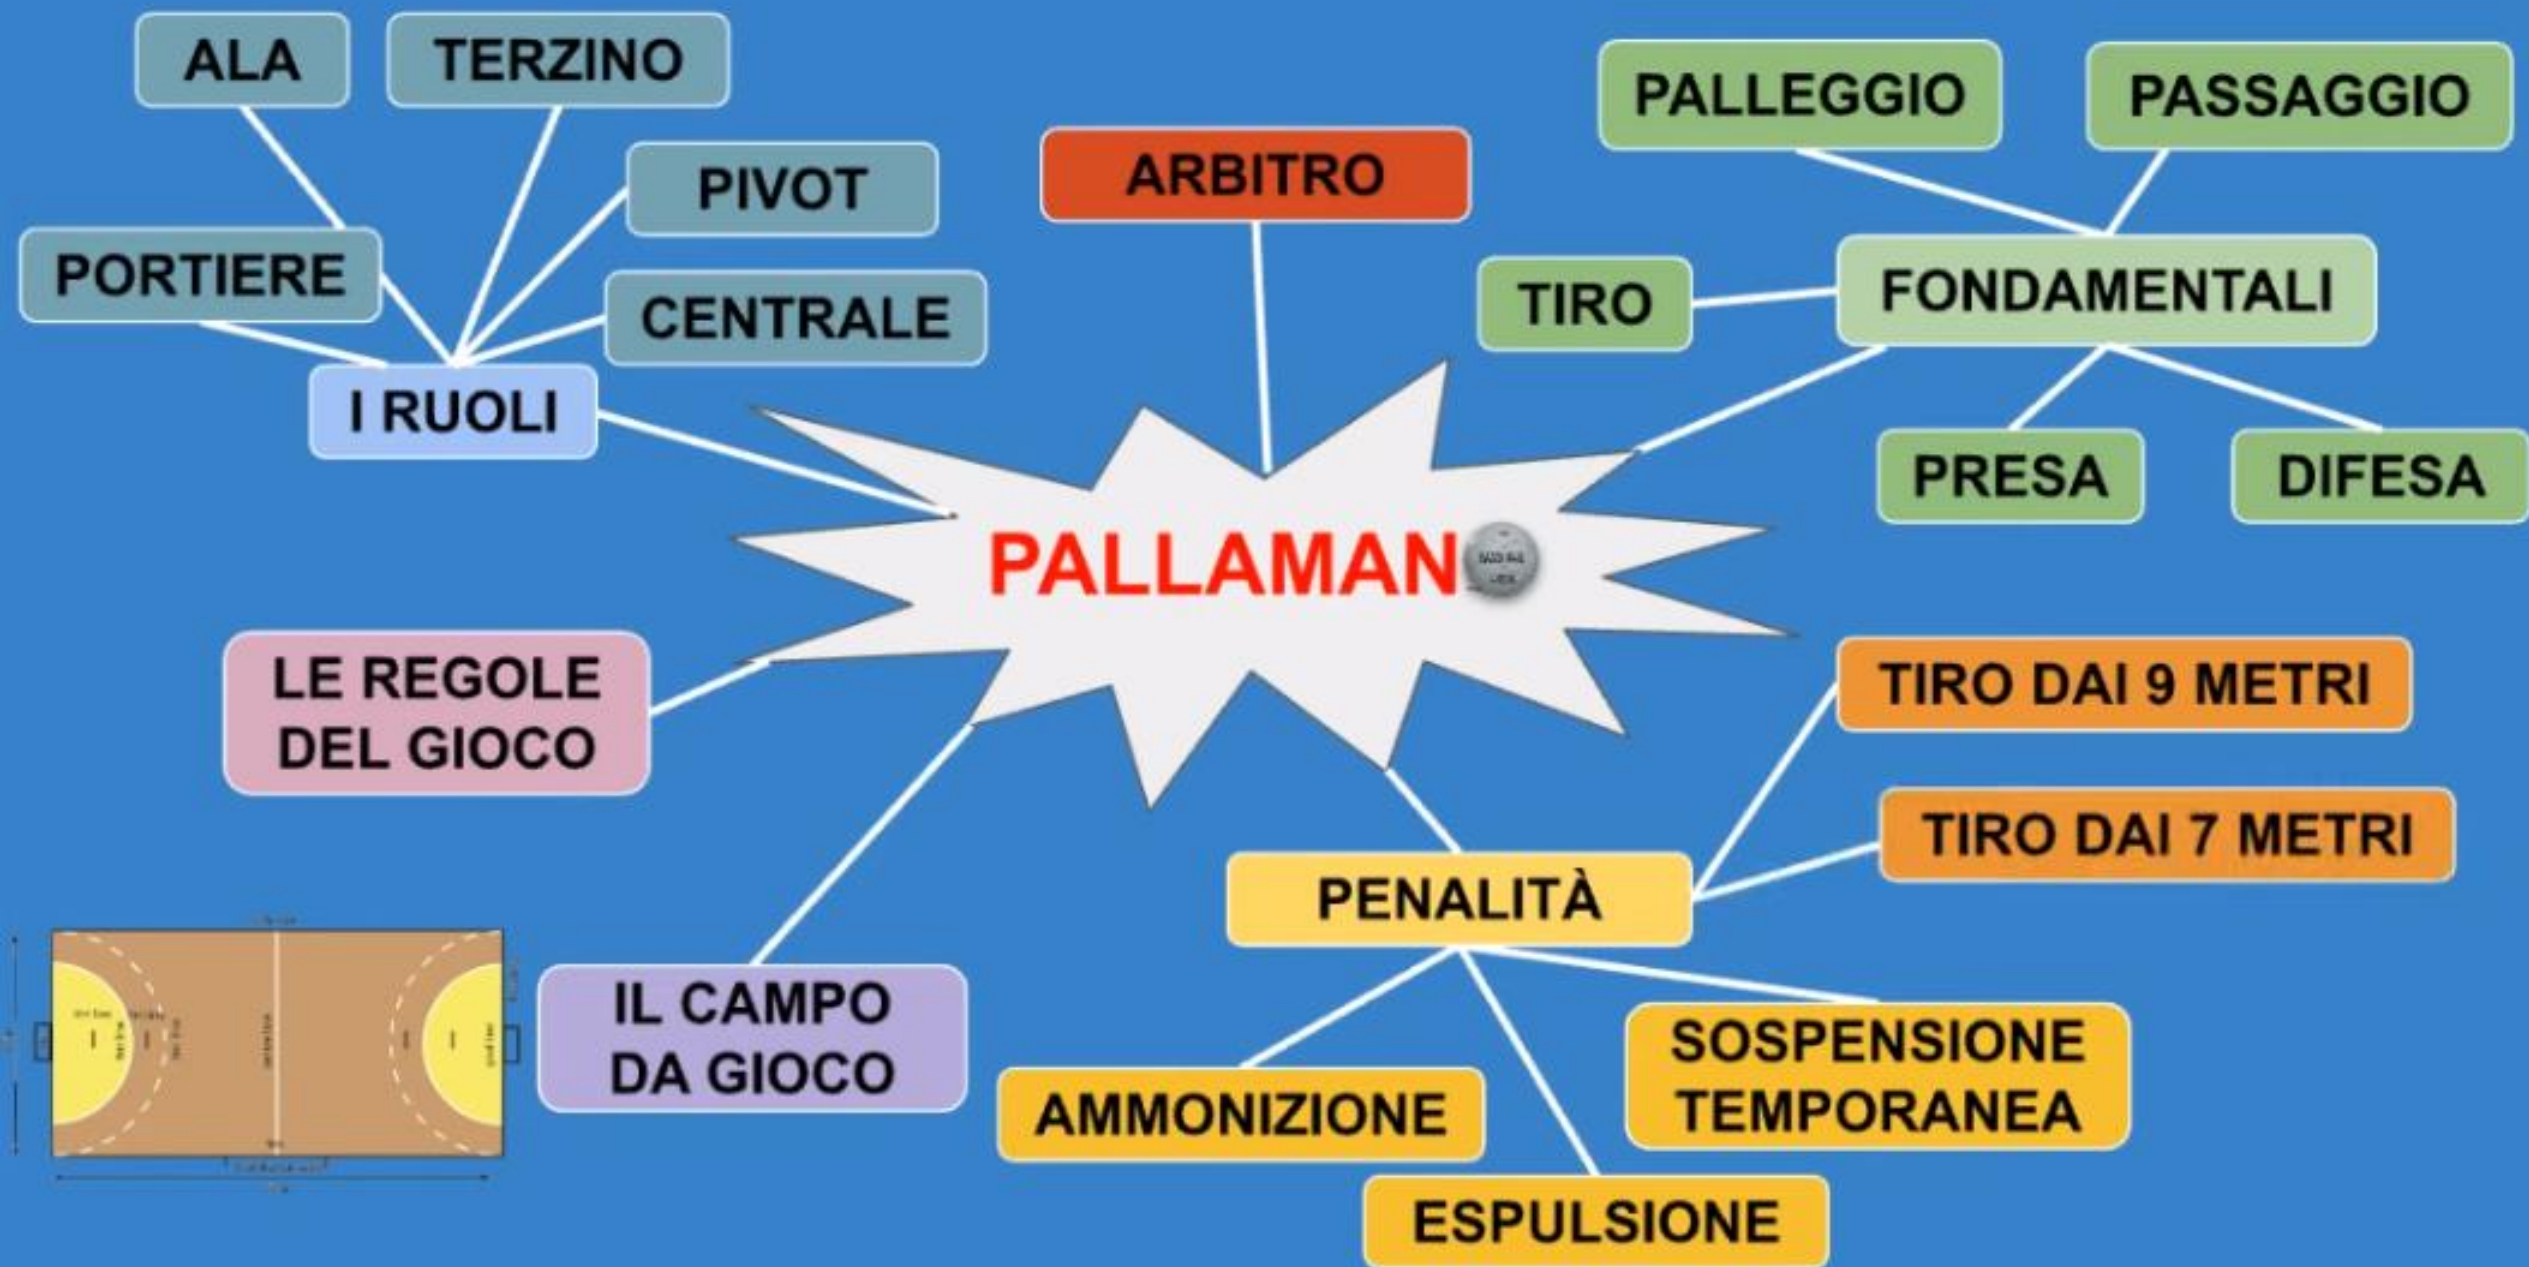 ALA
TERZINO
PIVOT
PORTIERE
CENTRALE
I RUOLI
ARBITRO
PALLEGGIO
PASSAGGIO
TIRO
FONDAMENTALI
PRESA
DIFESA
PALLAMAN
LE REGOLE
DEL GIOCO
IL CAMPO
DA GIOCO
PENALITÀ
TIRO DAI 9 METRI
TIRO DAI 7 METRI
AMMONIZIONE
SOSPENSIONE
TEMPORANEA
ESPULSIONE